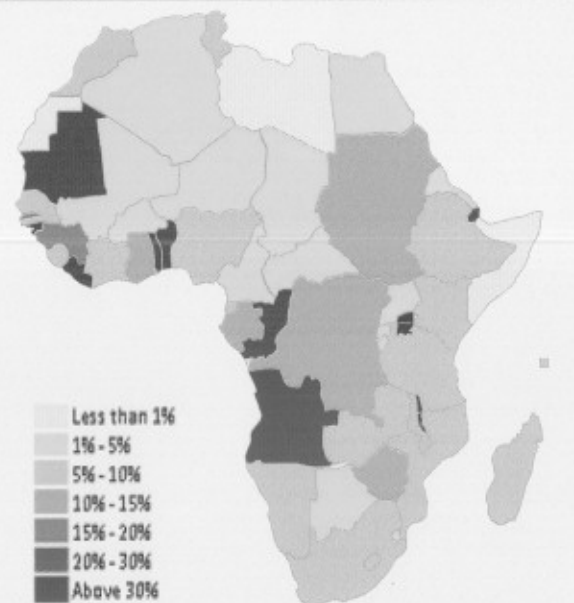 Less than 1%
1% - 5%
5% - 10%
10% - 15%
15% - 20%
20% - 30%
Above 30%